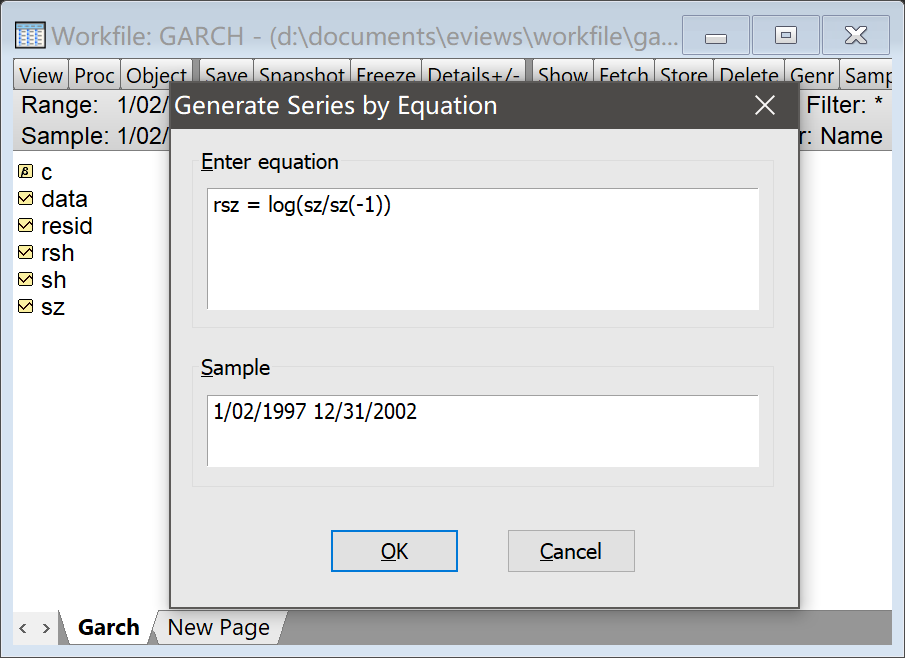 Workfile: GARCH - (d:\documents\eviews\workfile\ga...
View Proc Object Save Snapshot Freeze Details+/- Show Fetch Store Delete Genr Samp
Range: 1/02/ Filter: *
Sample: 1/02/ r: Name
Generate Series by Equation
Enter equation
rsz = log(sz/sz(-1))
Sample
1/02/1997 12/31/2002
OK Cancel
β c
data
resid
rsh
sh
sz
Garch New Page